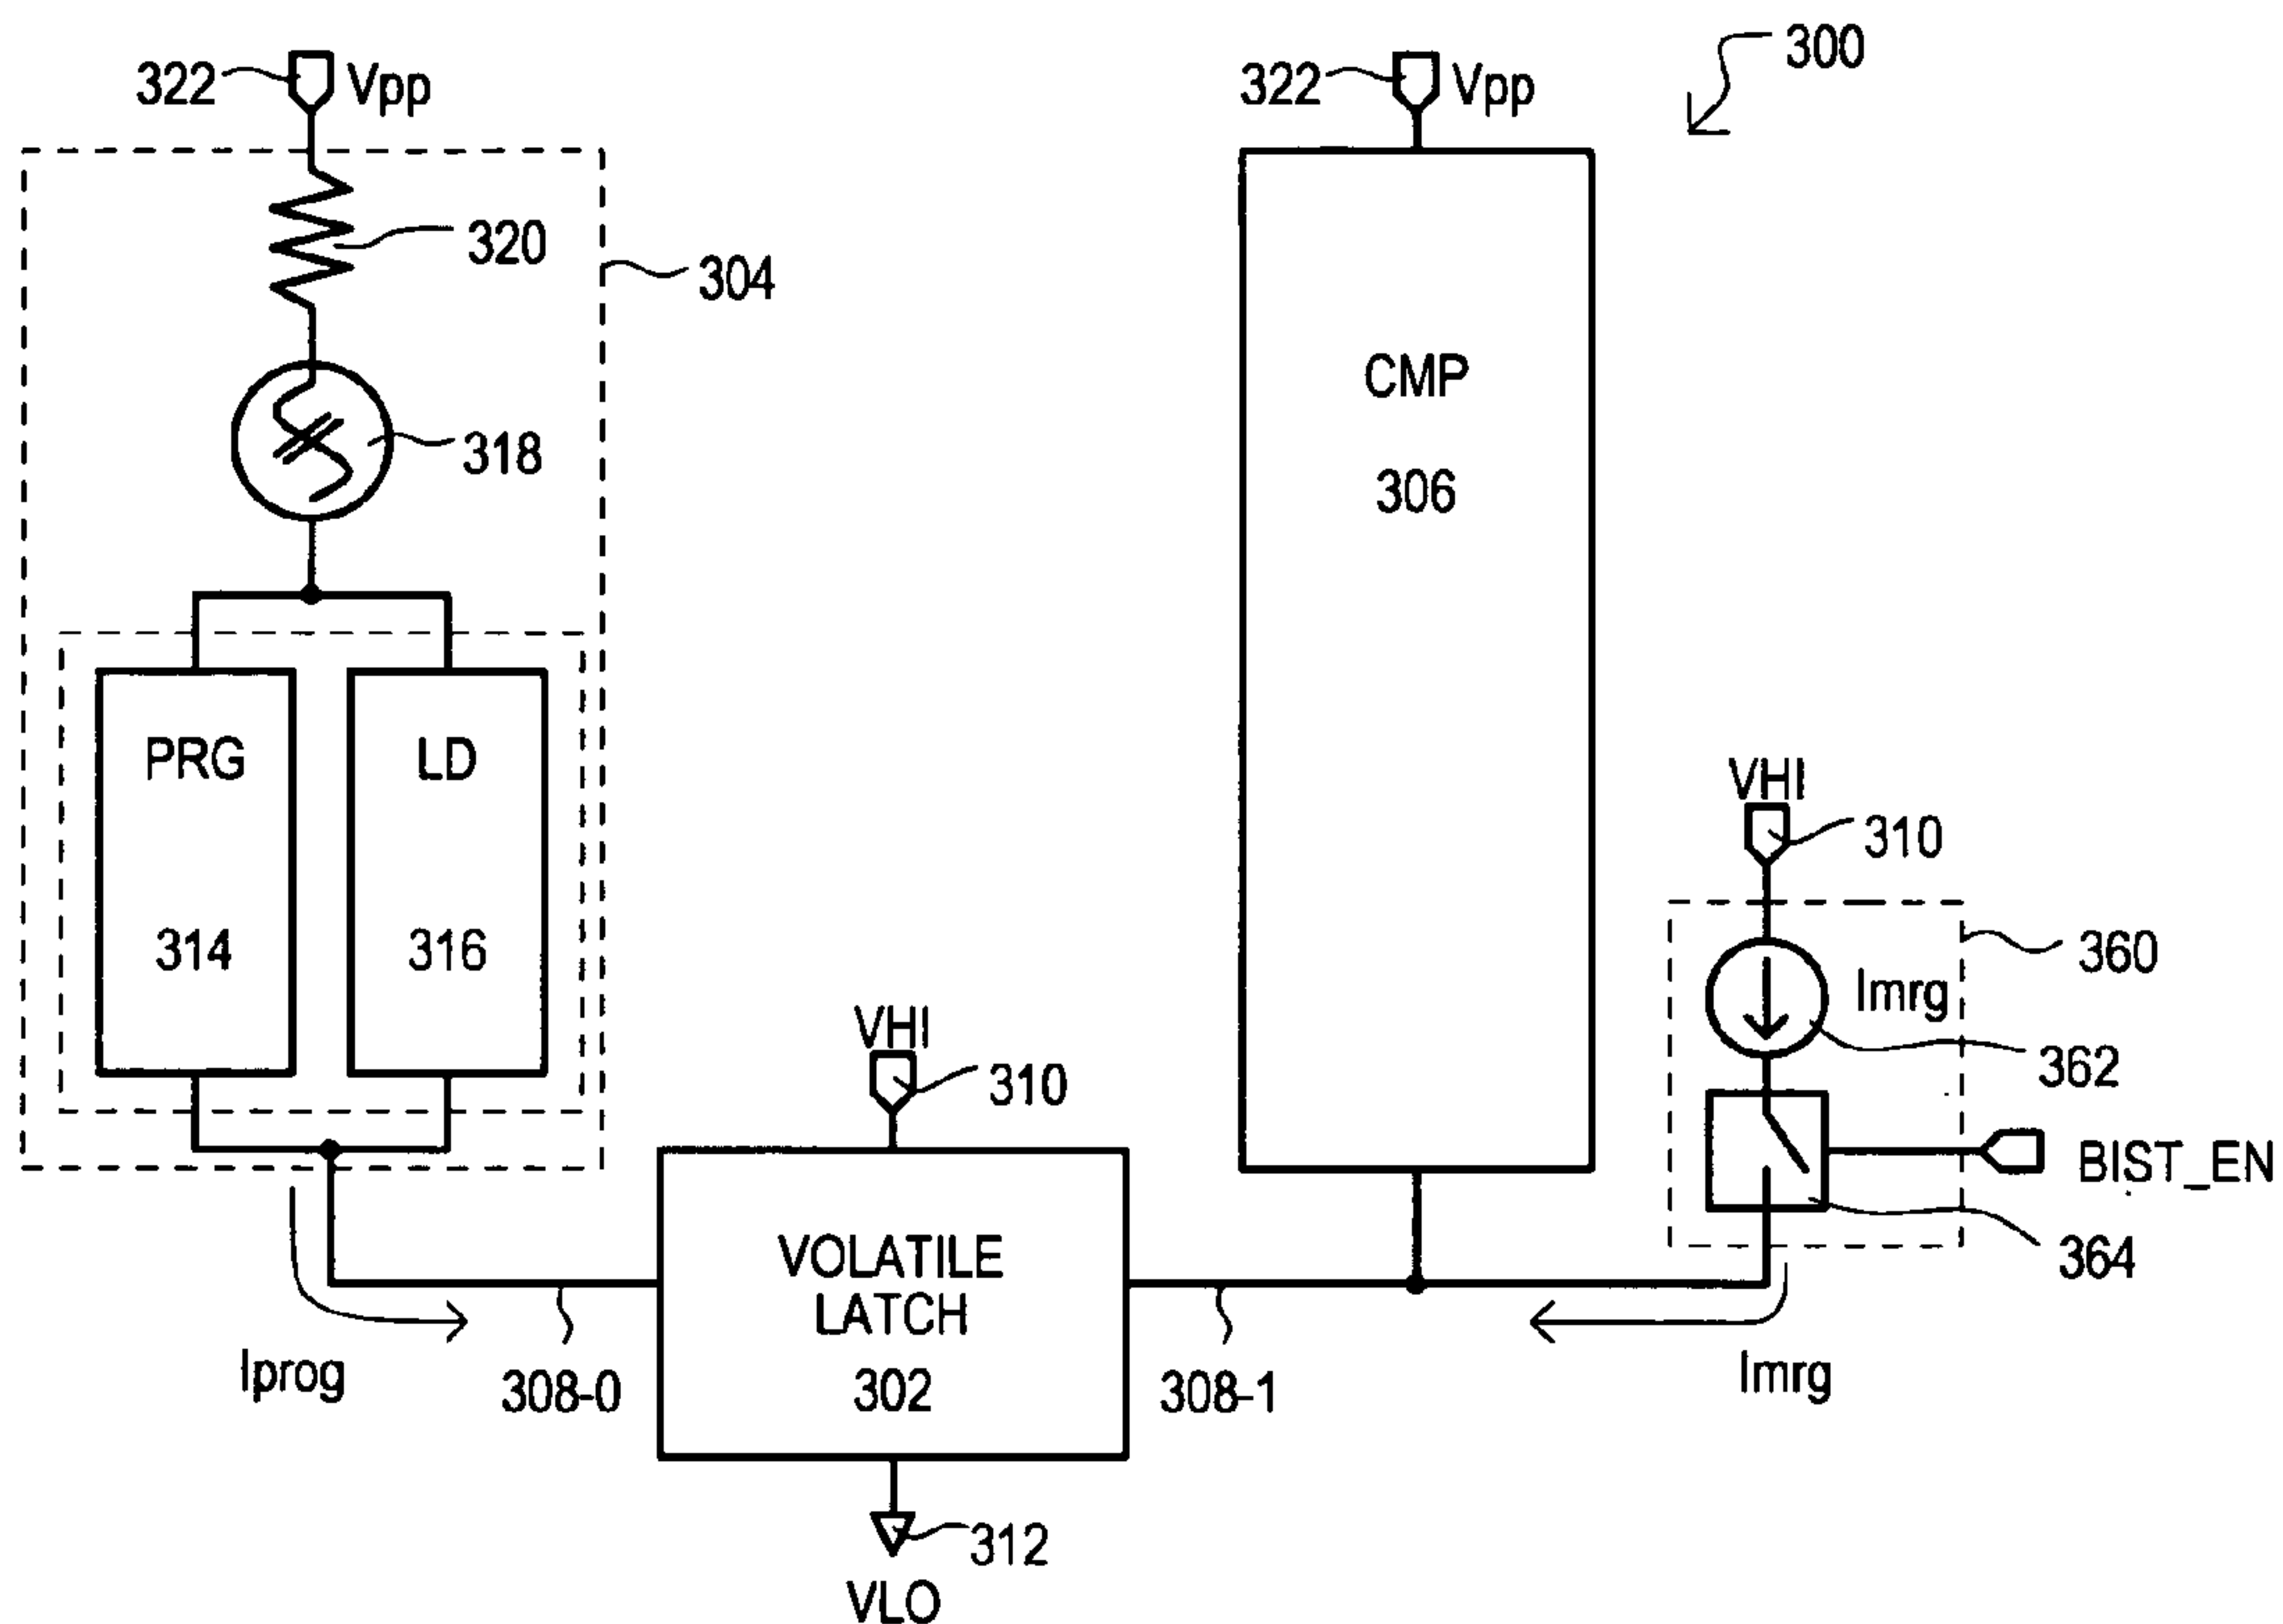 300
322 Vpp
322 Vpp
320
304
318
CMP
306
PRG
314
LD
316
VHI
310
360
Imrg
362
BIST_EN
364
VHI
310
VOLATILE
LATCH
302
Iprog
308-0
308-1
Imrg
312
VLO